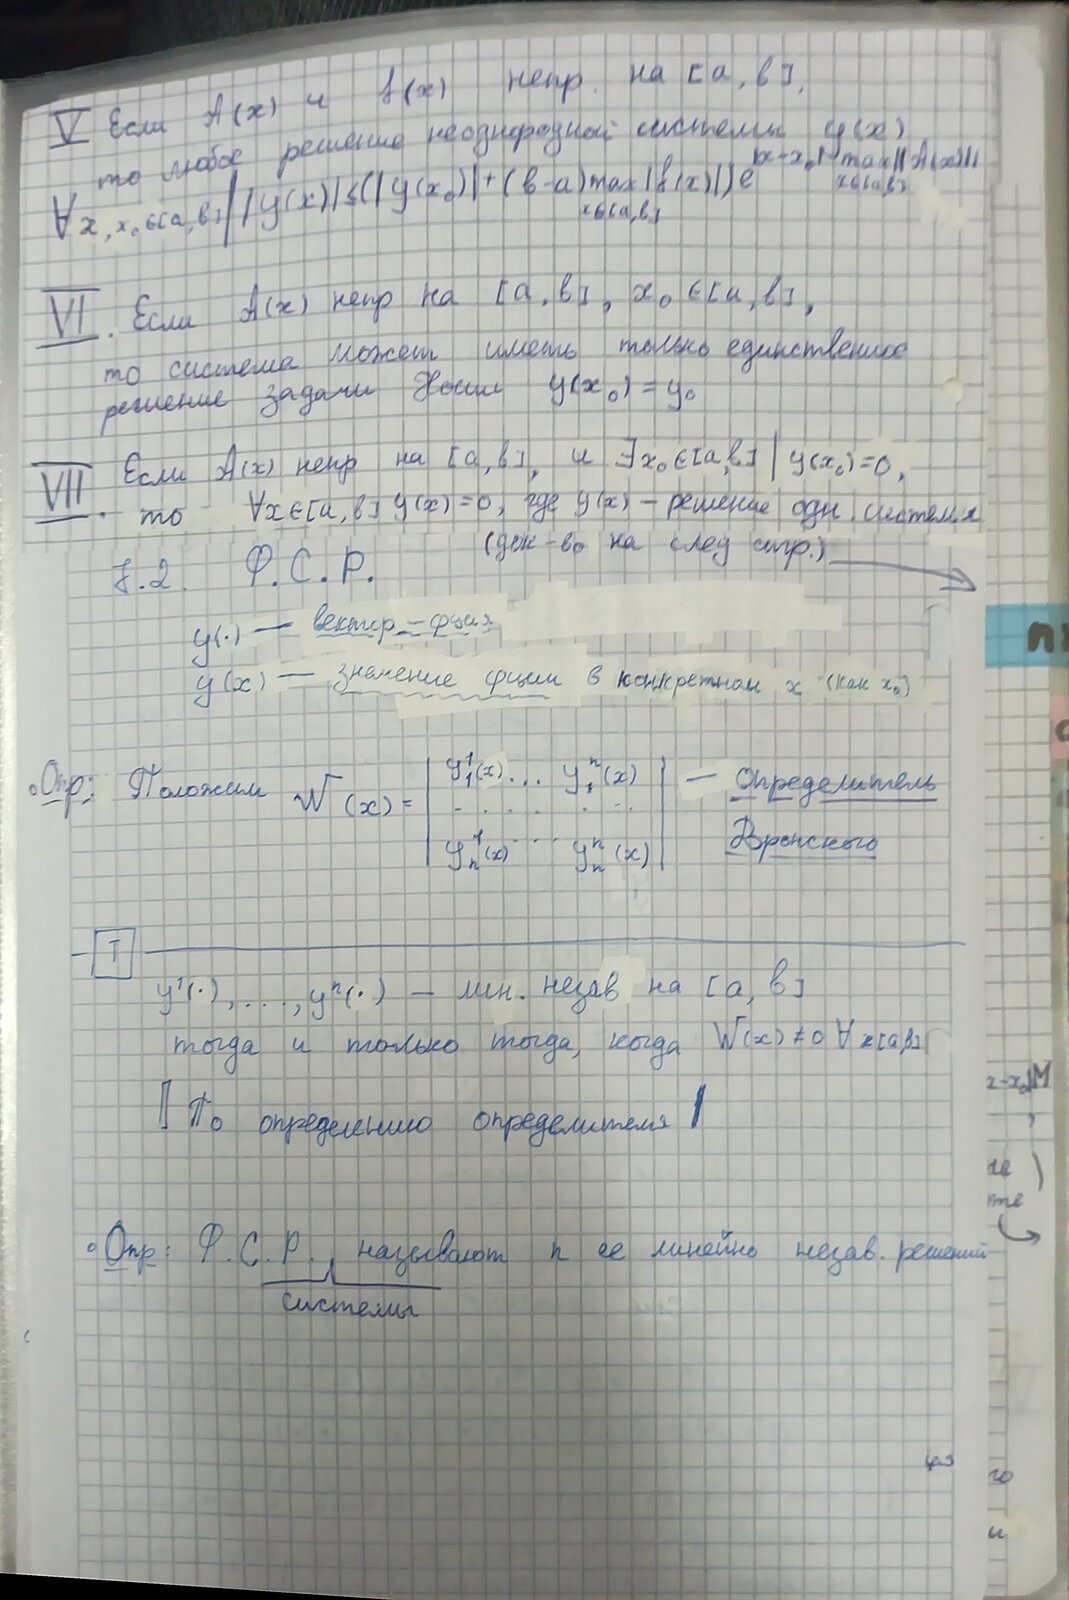 V Если A(x) и f(x) непр. на [a, b],
то любое решение неоднородной системы y(x)
∀x, x₀∈[a,b] | |y(x)|≤(|y(x₀)|+(b-a)max|f(x)|)e^|x-x₀| max||A(x)||
x∈[a,b] x∈[a,b]
VI. Если A(x) непр на [a, b], x₀ ∈[a, b],
то система может иметь только единственное
решение задачи Коши y(x₀)=y₀
VII. Если A(x) непр на [a, b], и ∃x₀∈[a,b] | y(x₀)=0,
то ∀x∈[a, b] y(x)=0, где y(x) – решение одн. системы
(док-во на след стр.) →
7.2. Ф.С.Р.
y(·) — вектор-фция
y(x) — значение фции в конкретном x (как x₀)
•Опр: Положим W(x)= | y₁¹(x) ... y₁ⁿ(x) | — определитель
. . . . . . .
yₙ¹(x) ... yₙⁿ(x) Вронского
T
y¹(·), ..., yⁿ(·) – лин. незав на [a, b]
тогда и только тогда, когда W(x)≠0 ∀x[a,b]
[ По определению определителя ]
•Опр: Ф.С.Р. называют n ее линейно незав. решений
системы
x-x₀|M